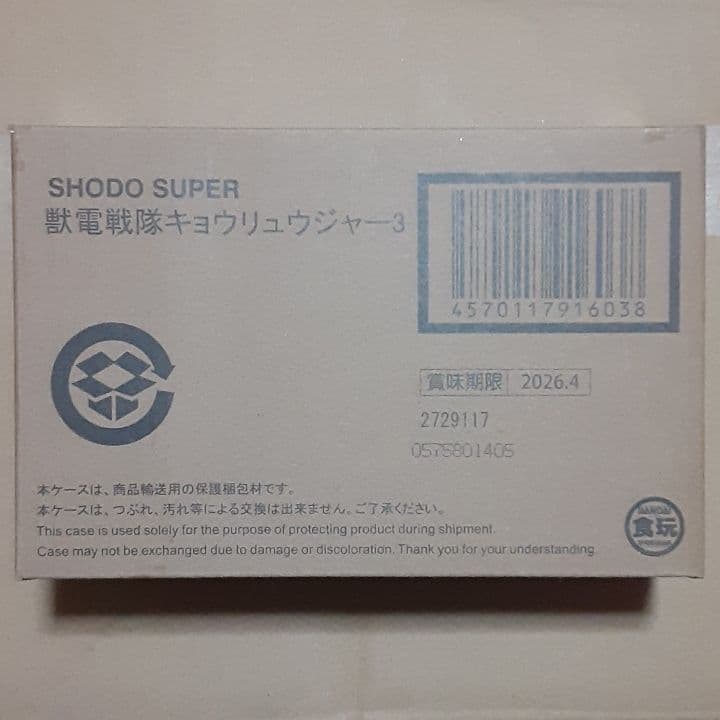 SHODO SUPER
獣電戦隊キョウリュウジャー3
4570117916038
賞味期限 2026.4
2729117
0575801405
本ケースは、商品輸送用の保護梱包材です。
本ケースは、つぶれ、汚れ等による交換は出来ません。ご了承ください。
This case is used solely for the purpose of protecting product during shipment.
Case may not be exchanged due to damage or discoloration. Thank you for your understanding.
BANDAI
食玩